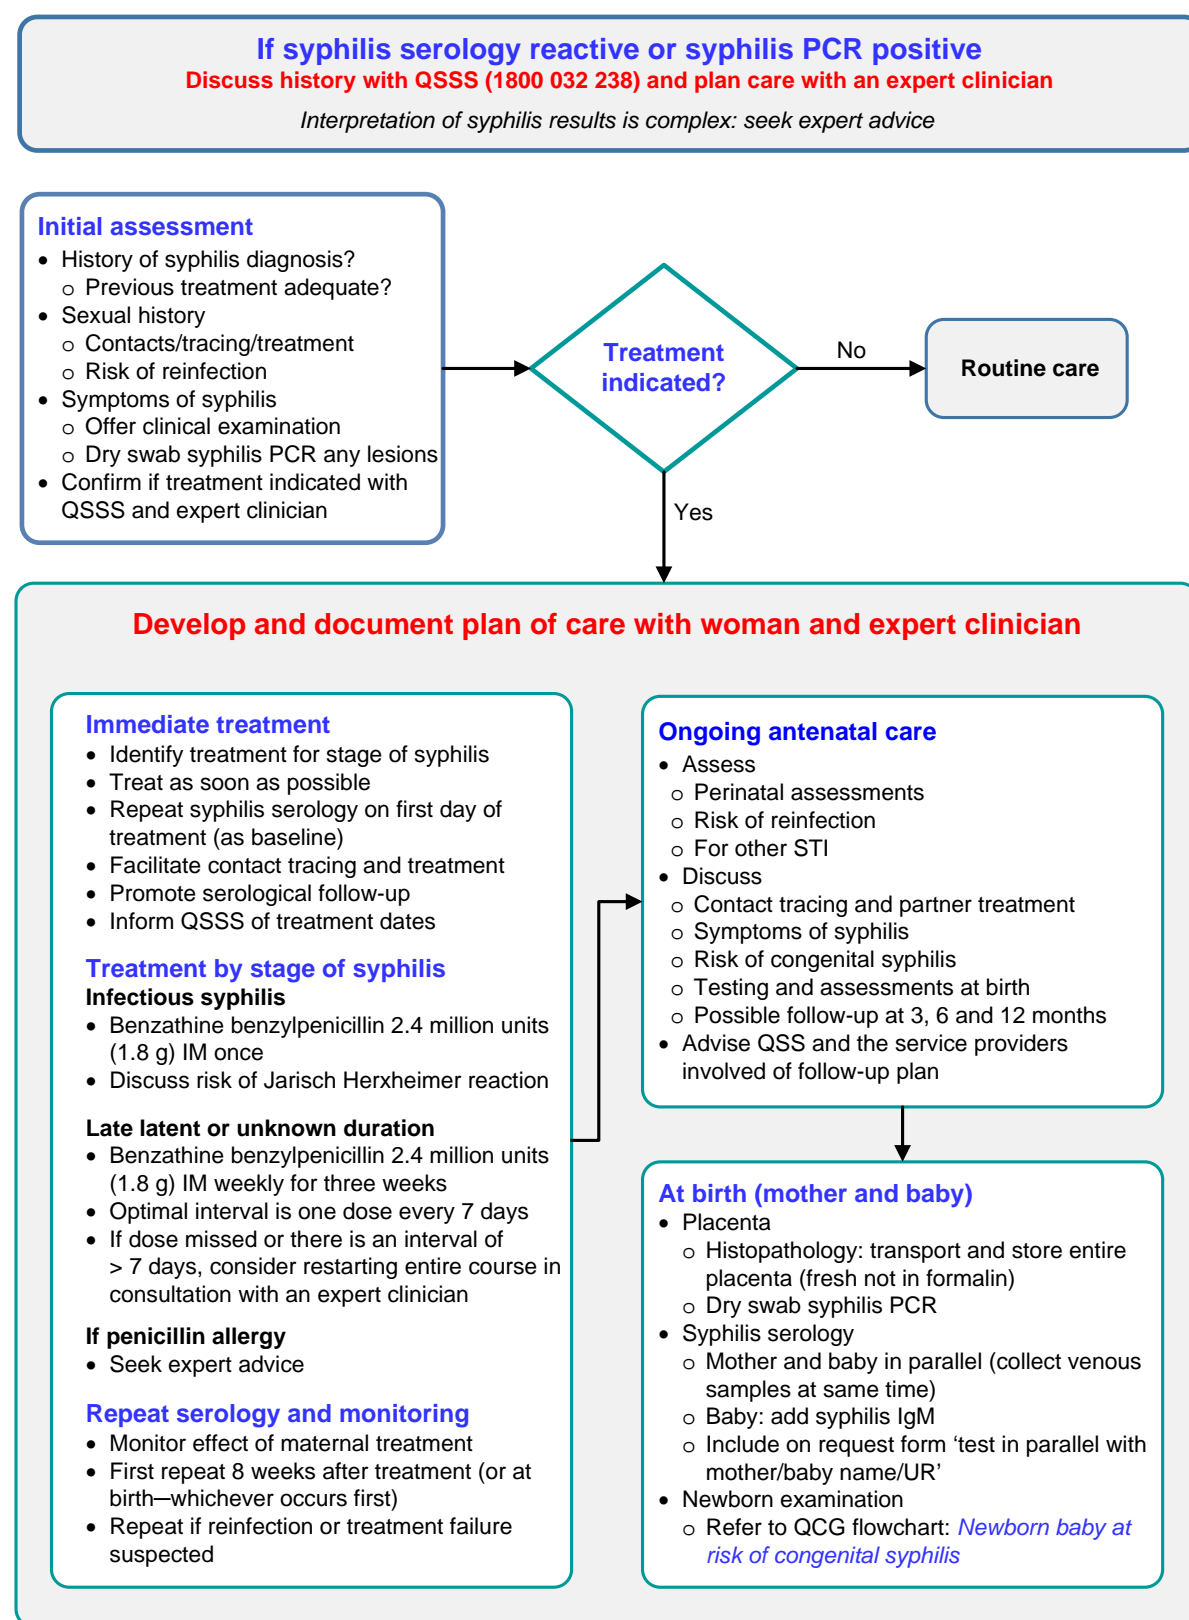 If syphilis serology reactive or syphilis PCR positive
Discuss history with QSSS (1800 032 238) and plan care with an expert clinician
Interpretation of syphilis results is complex: seek expert advice
Initial assessment
• History of syphilis diagnosis?
o Previous treatment adequate?
• Sexual history
o Contacts/tracing/treatment
o Risk of reinfection
• Symptoms of syphilis
o Offer clinical examination
o Dry swab syphilis PCR any lesions
• Confirm if treatment indicated with
QSSS and expert clinician
Treatment
indicated?
No
Routine care
Yes
Develop and document plan of care with woman and expert clinician
Immediate treatment
• Identify treatment for stage of syphilis
• Treat as soon as possible
• Repeat syphilis serology on first day of
treatment (as baseline)
• Facilitate contact tracing and treatment
• Promote serological follow-up
• Inform QSSS of treatment dates
Treatment by stage of syphilis
Infectious syphilis
• Benzathine benzylpenicillin 2.4 million units
(1.8 g) IM once
• Discuss risk of Jarisch Herxheimer reaction
Late latent or unknown duration
• Benzathine benzylpenicillin 2.4 million units
(1.8 g) IM weekly for three weeks
• Optimal interval is one dose every 7 days
• If dose missed or there is an interval of
> 7 days, consider restarting entire course in
consultation with an expert clinician
If penicillin allergy
• Seek expert advice
Repeat serology and monitoring
• Monitor effect of maternal treatment
• First repeat 8 weeks after treatment (or at
birth—whichever occurs first)
• Repeat if reinfection or treatment failure
suspected
Ongoing antenatal care
• Assess
o Perinatal assessments
o Risk of reinfection
o For other STI
• Discuss
o Contact tracing and partner treatment
o Symptoms of syphilis
o Risk of congenital syphilis
o Testing and assessments at birth
o Possible follow-up at 3, 6 and 12 months
• Advise QSS and the service providers
involved of follow-up plan
At birth (mother and baby)
• Placenta
o Histopathology: transport and store entire
placenta (fresh not in formalin)
o Dry swab syphilis PCR
• Syphilis serology
o Mother and baby in parallel (collect venous
samples at same time)
o Baby: add syphilis IgM
o Include on request form ‘test in parallel with
mother/baby name/UR’
• Newborn examination
o Refer to QCG flowchart: Newborn baby at
risk of congenital syphilis